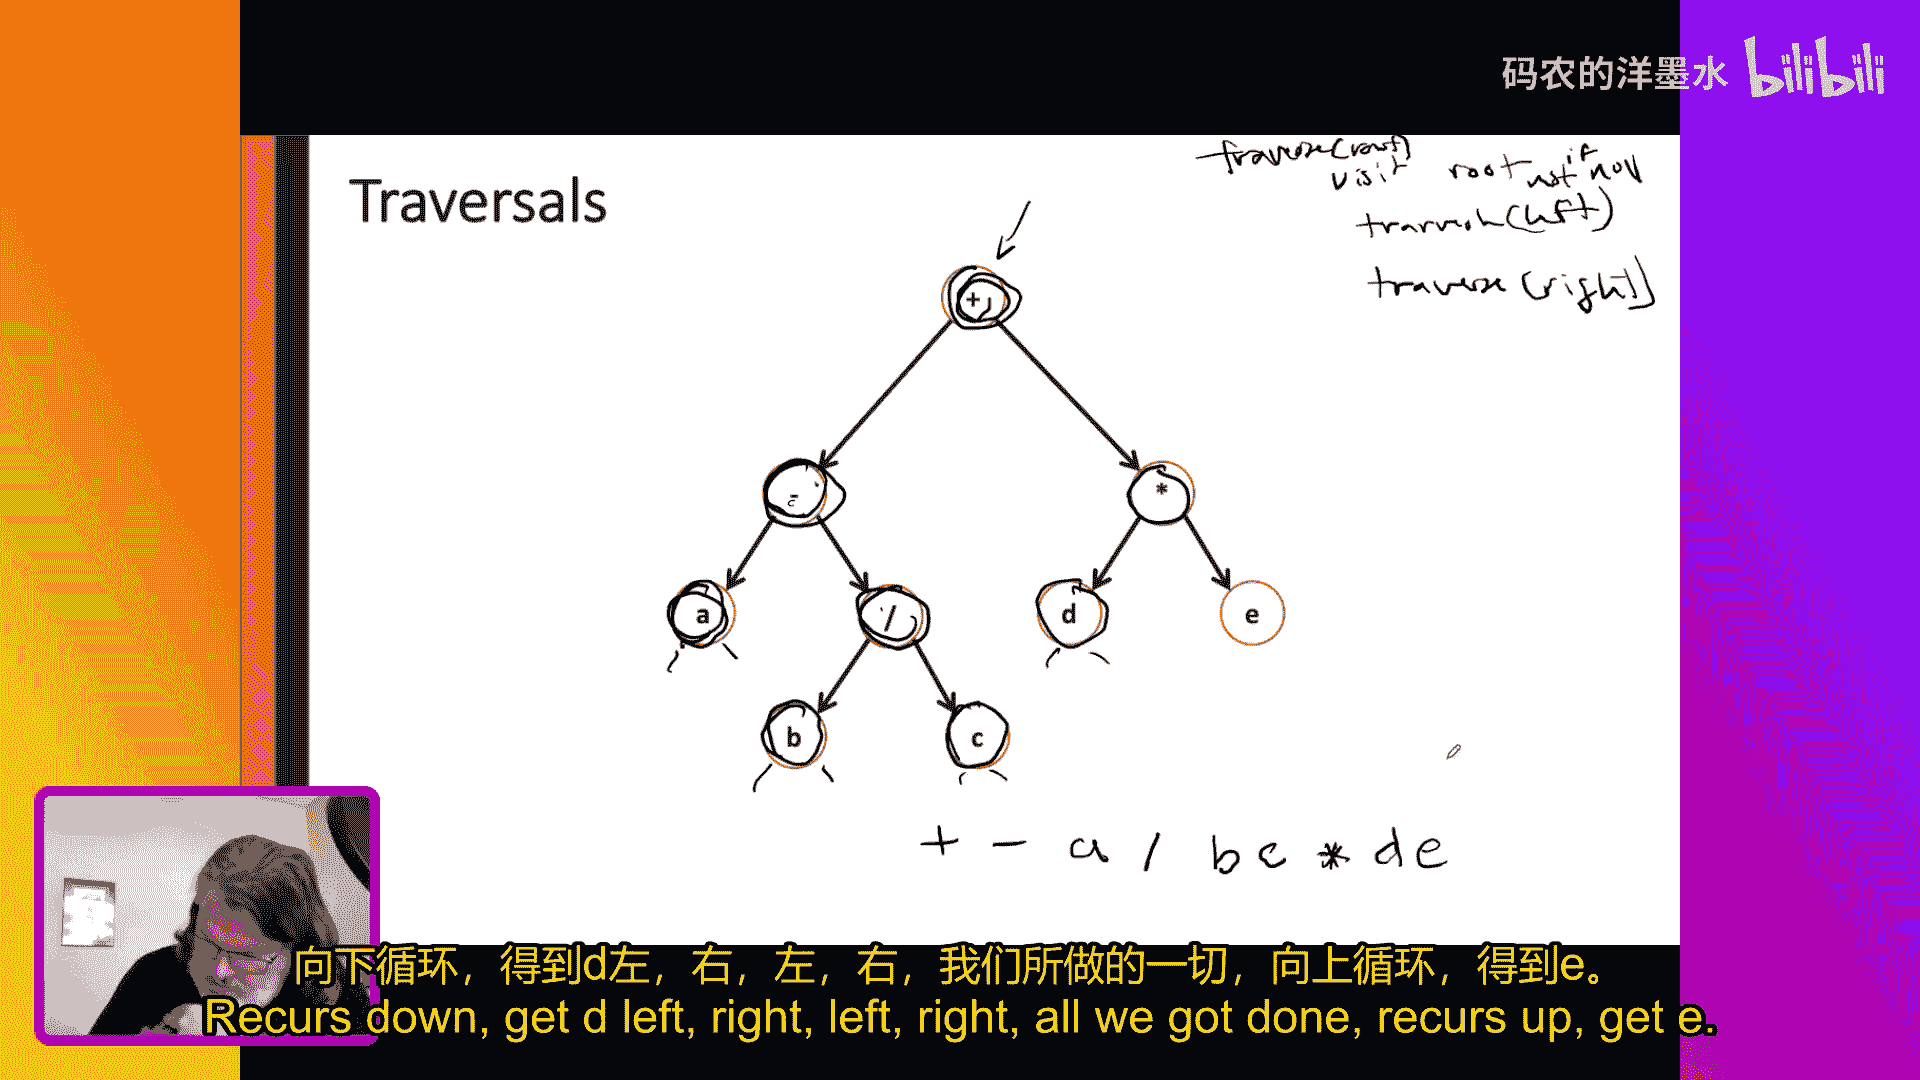 码农的洋墨水 bilibili
Traversals
traverse(root)
visit root if not null
traverse(left)
traverse(right)
+
-
*
a
/
d
e
b
c
+ - a / b c * d e
向下循环，得到d左，右，左，右，我们所做的一切，向上循环，得到e。
Recurs down, get d left, right, left, right, all we got done, recurs up, get e.